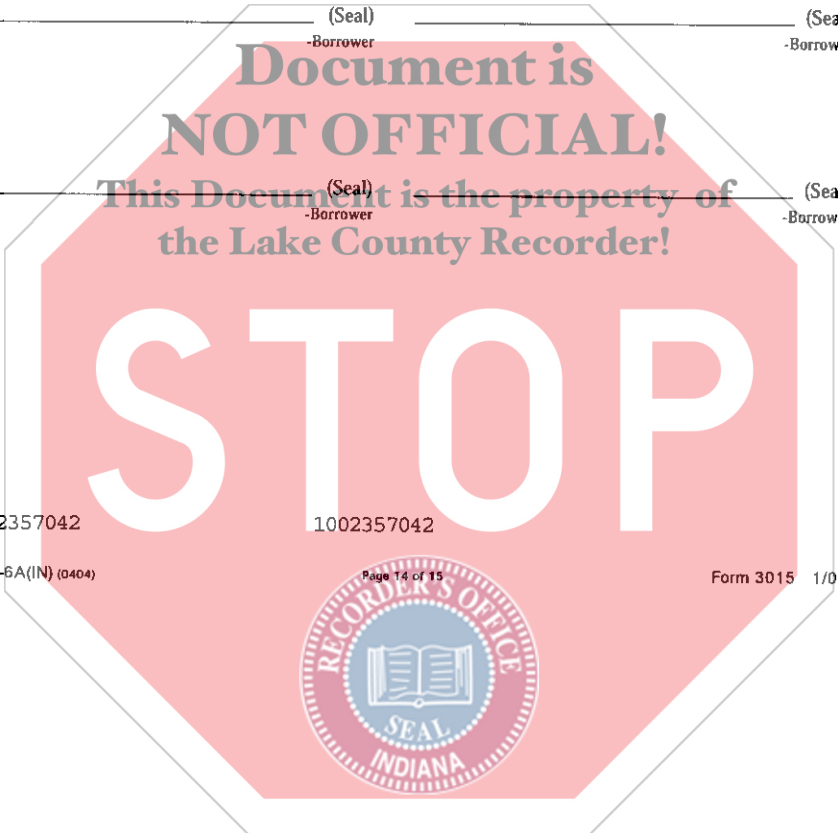 (Seal) (Sea
-Borrower -Borrow
Document is
NOT OFFICIAL!
This Document is the property of
(Seal) (Sea
-Borrower -Borrow
the Lake County Recorder!
STOP
2357042 1002357042
-6A(IN) (0404) Page 14 of 15 Form 3015 1/0
RECORDER'S OFFICE
SEAL
INDIANA